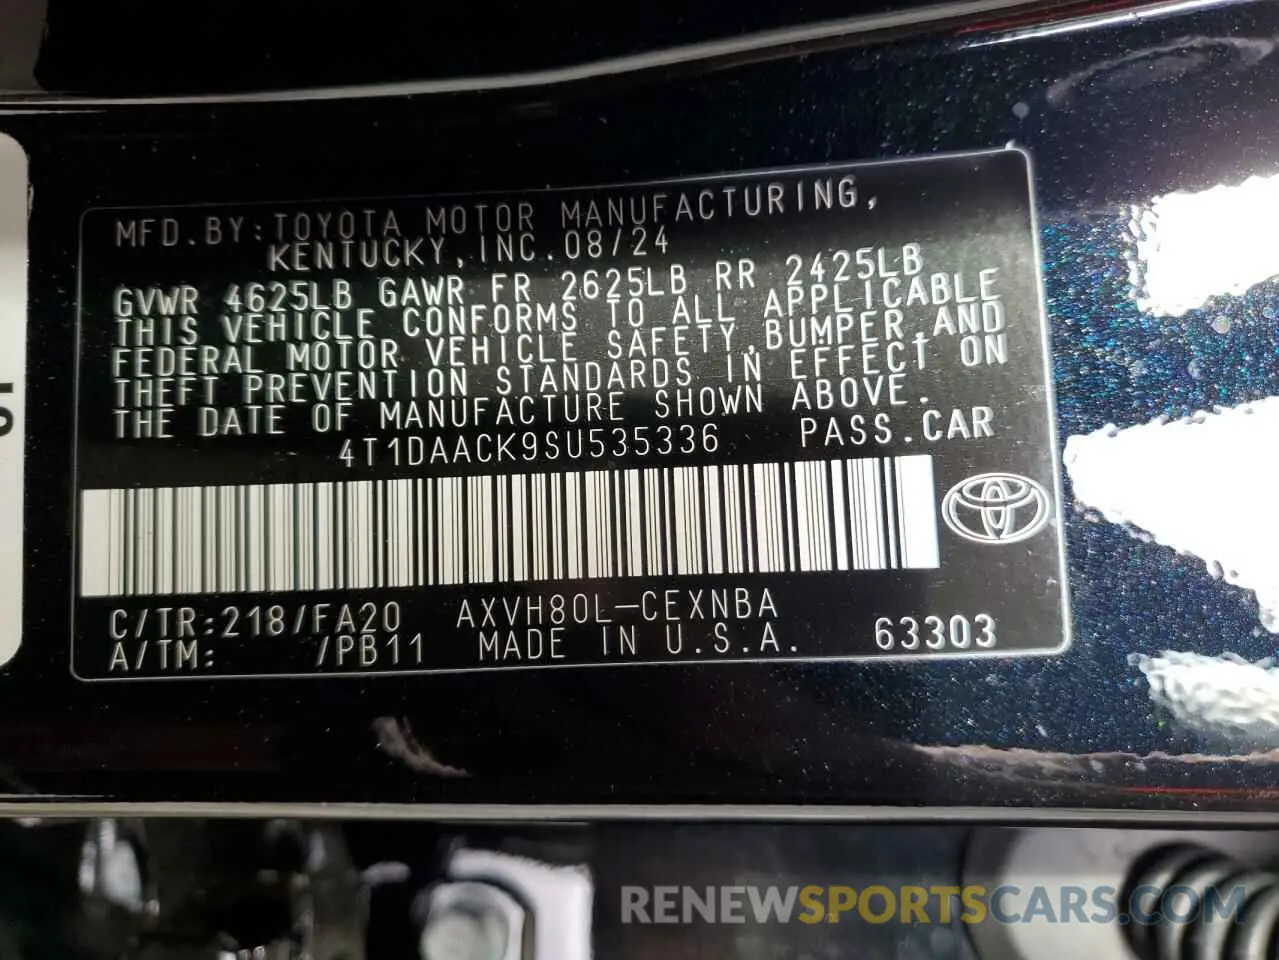 MFD.BY:TOYOTA MOTOR MANUFACTURING,
KENTUCKY,INC.08/24
GVWR 4625LB GAWR FR 2625LB RR 2425LB
THIS VEHICLE CONFORMS TO ALL APPLICABLE
FEDERAL MOTOR VEHICLE SAFETY,BUMPER,AND
THEFT PREVENTION STANDARDS IN EFFECT ON
THE DATE OF MANUFACTURE SHOWN ABOVE.
4T1DAACK9SU535336 PASS.CAR
C/TR:218/FA20 AXVH80L-CEXNBA
A/TM: /PB11 MADE IN U.S.A. 63303
RENEWSPORTSCARS.COM